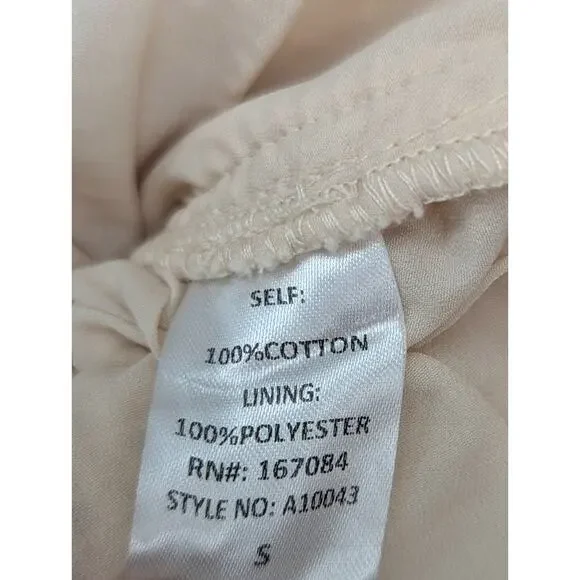 SELF:
100%COTTON
LINING:
100%POLYESTER
RN#: 167084
STYLE NO: A10043
S